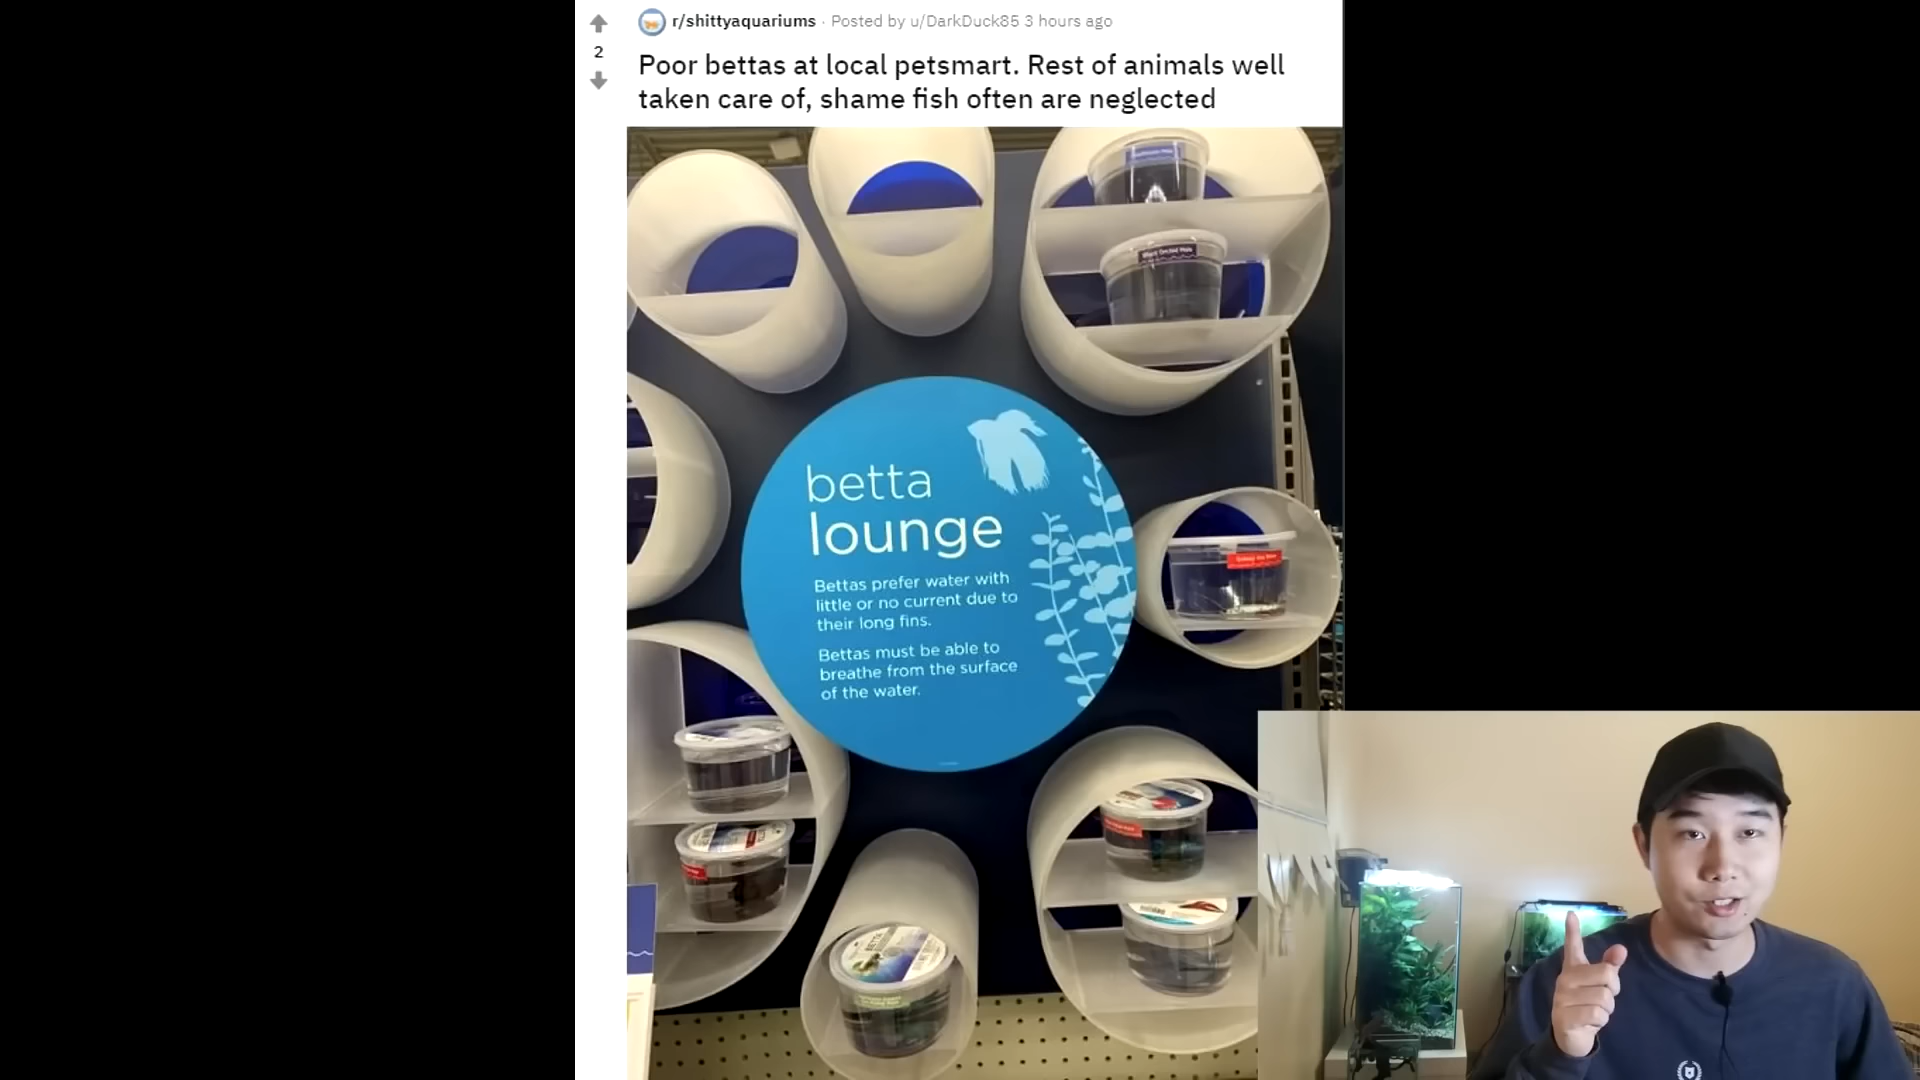 r/shittyaquariums · Posted by u/DarkDuck85 3 hours ago
2
Poor bettas at local petsmart. Rest of animals well
taken care of, shame fish often are neglected
betta
lounge
Bettas prefer water with
little or no current due to
their long fins.
Bettas must be able to
breathe from the surface
of the water.
BETTA